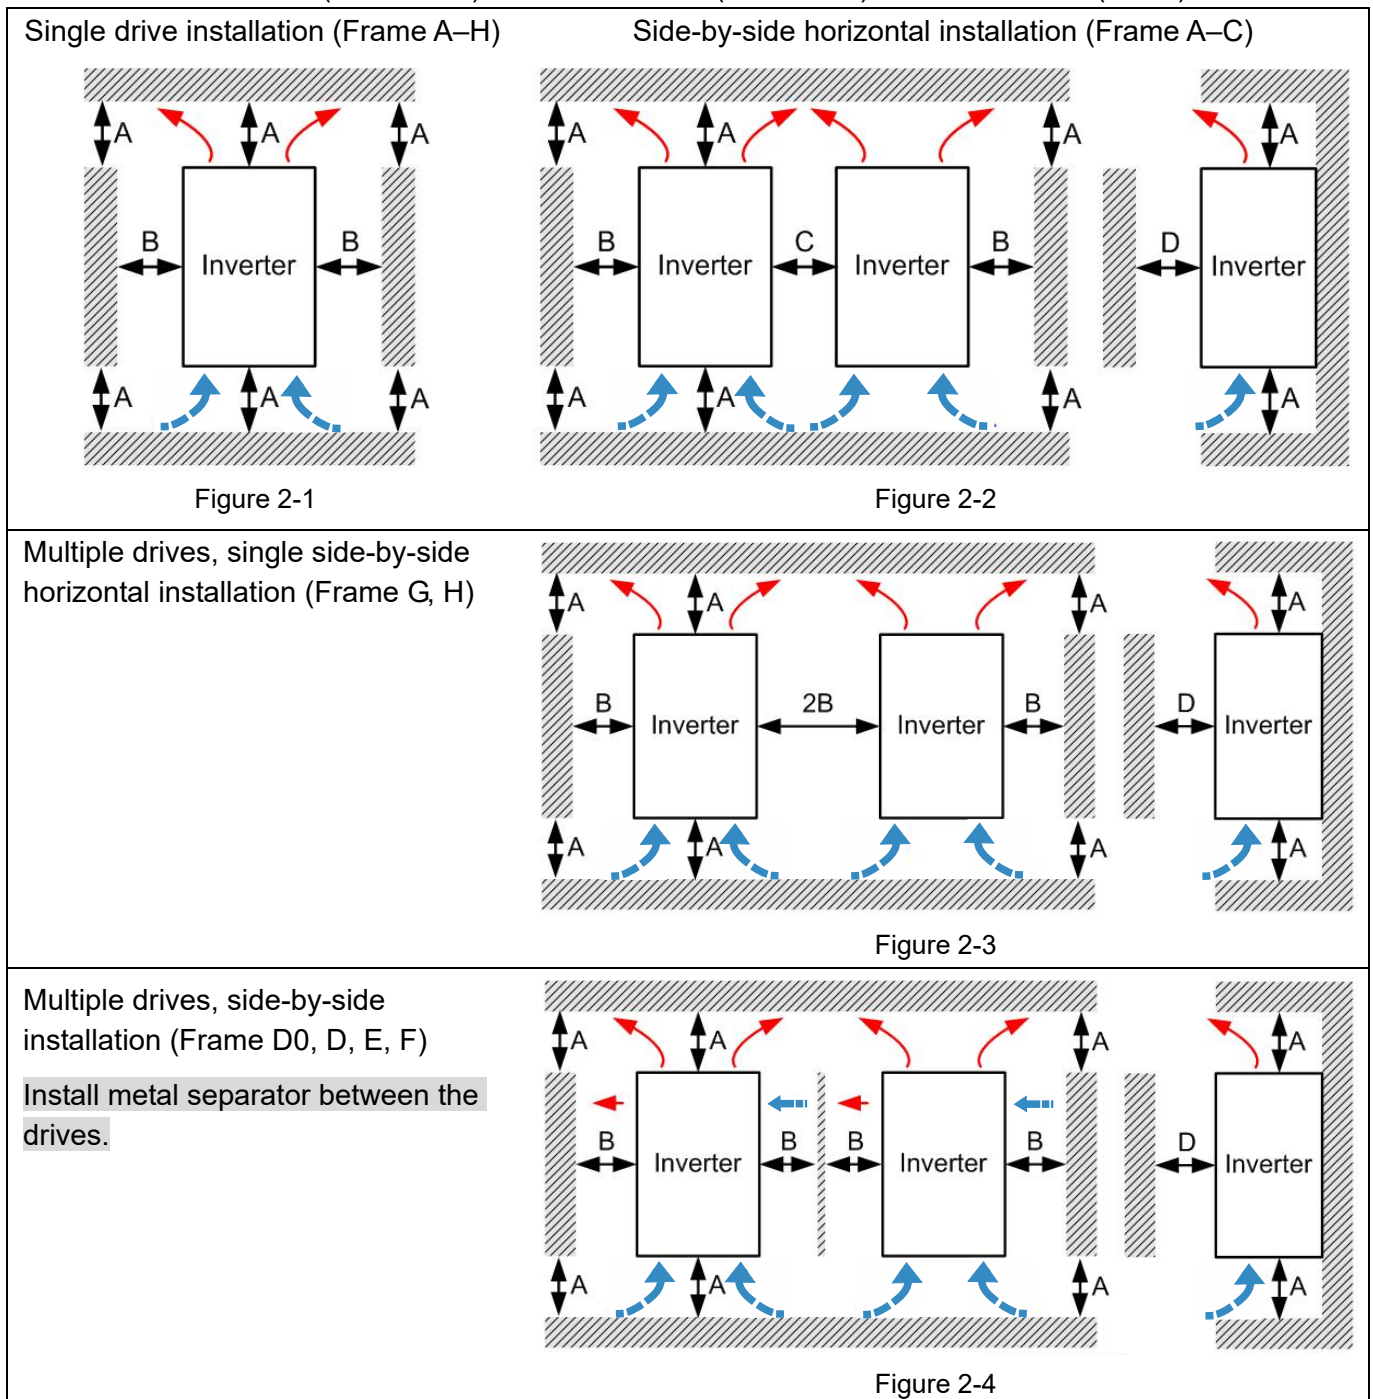 Single drive installation (Frame A–H)
Side-by-side horizontal installation (Frame A–C)
A
A
A
B
Inverter
B
A
A
A
Figure 2-1
A
A
A
A
B
Inverter
C
Inverter
B
D
Inverter
A
A
A
A
Figure 2-2
Multiple drives, single side-by-side
horizontal installation (Frame G, H)
A
A
A
A
B
Inverter
2B
Inverter
B
D
Inverter
A
A
A
A
Figure 2-3
Multiple drives, side-by-side
installation (Frame D0, D, E, F)
Install metal separator between the
drives.
A
A
A
A
B
Inverter
B
B
Inverter
B
D
Inverter
A
A
A
A
Figure 2-4